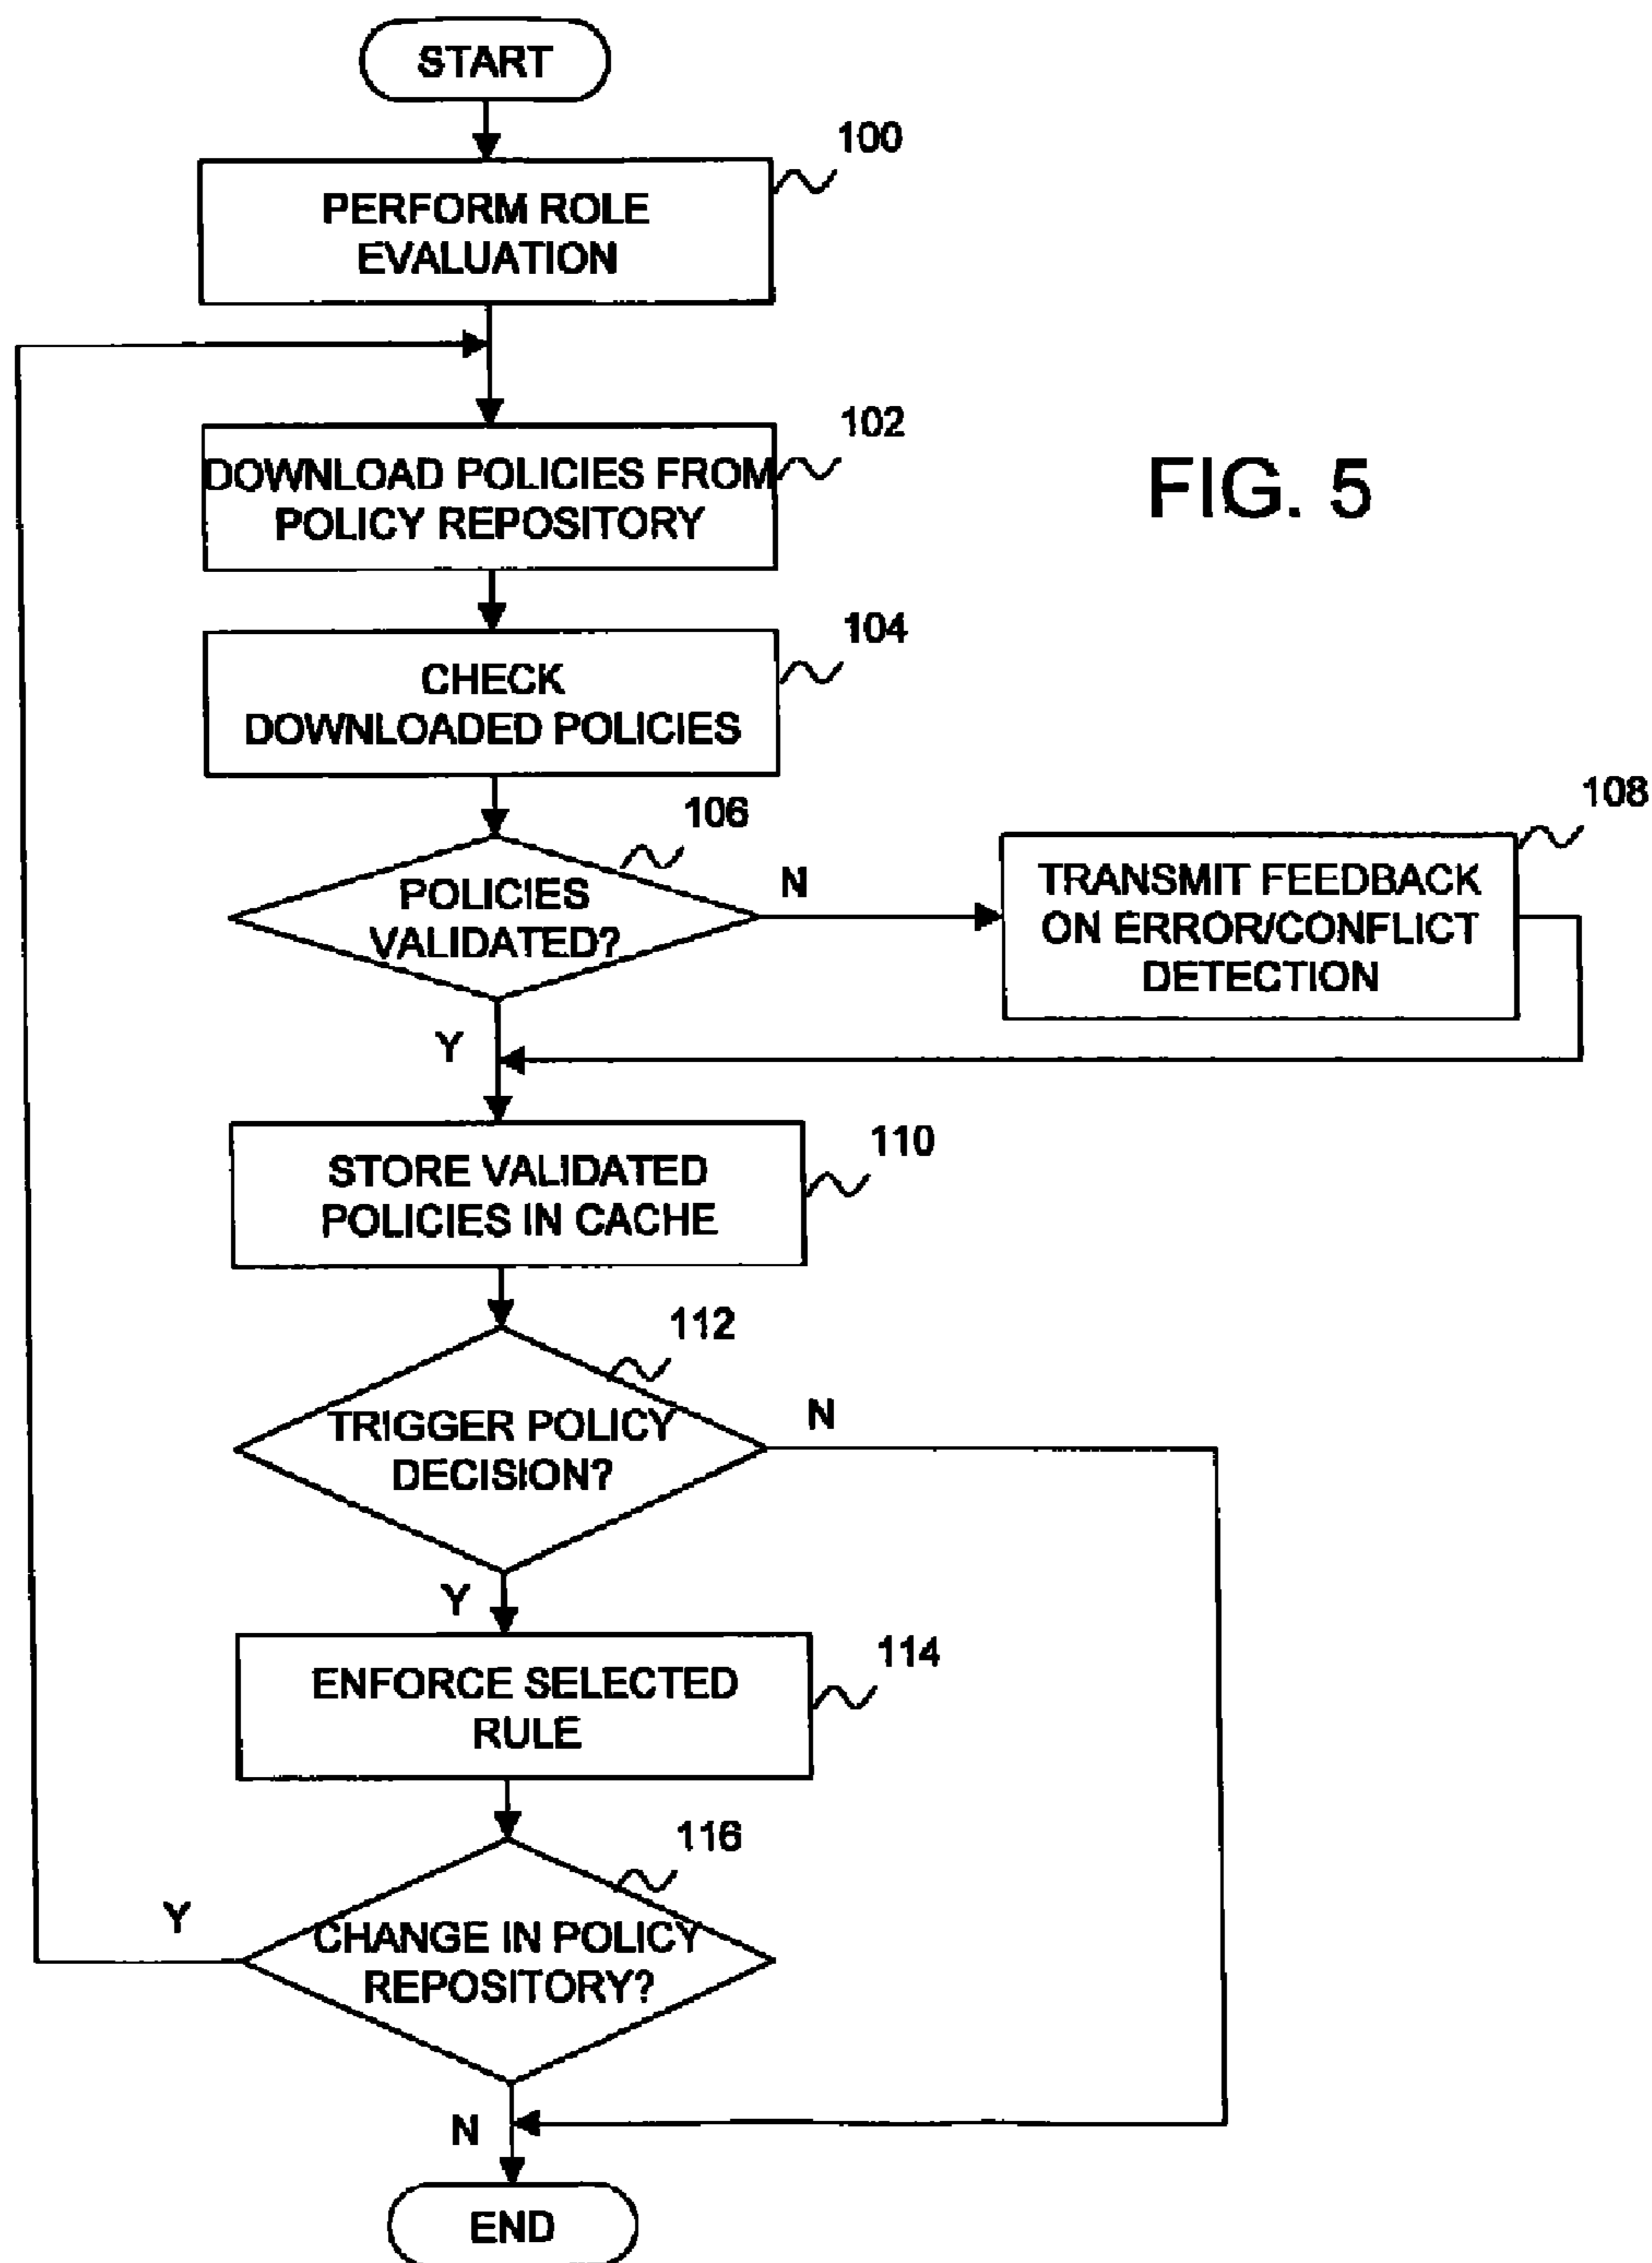 START
100
PERFORM ROLE
EVALUATION
102
DOWNLOAD POLICIES FROM
POLICY REPOSITORY
FIG. 5
104
CHECK
DOWNLOADED POLICIES
106
POLICIES
VALIDATED?
N
108
TRANSMIT FEEDBACK
ON ERROR/CONFLICT
DETECTION
Y
110
STORE VALIDATED
POLICIES IN CACHE
112
TRIGGER POLICY
DECISION?
N
Y
114
ENFORCE SELECTED
RULE
116
CHANGE IN POLICY
REPOSITORY?
Y
N
END